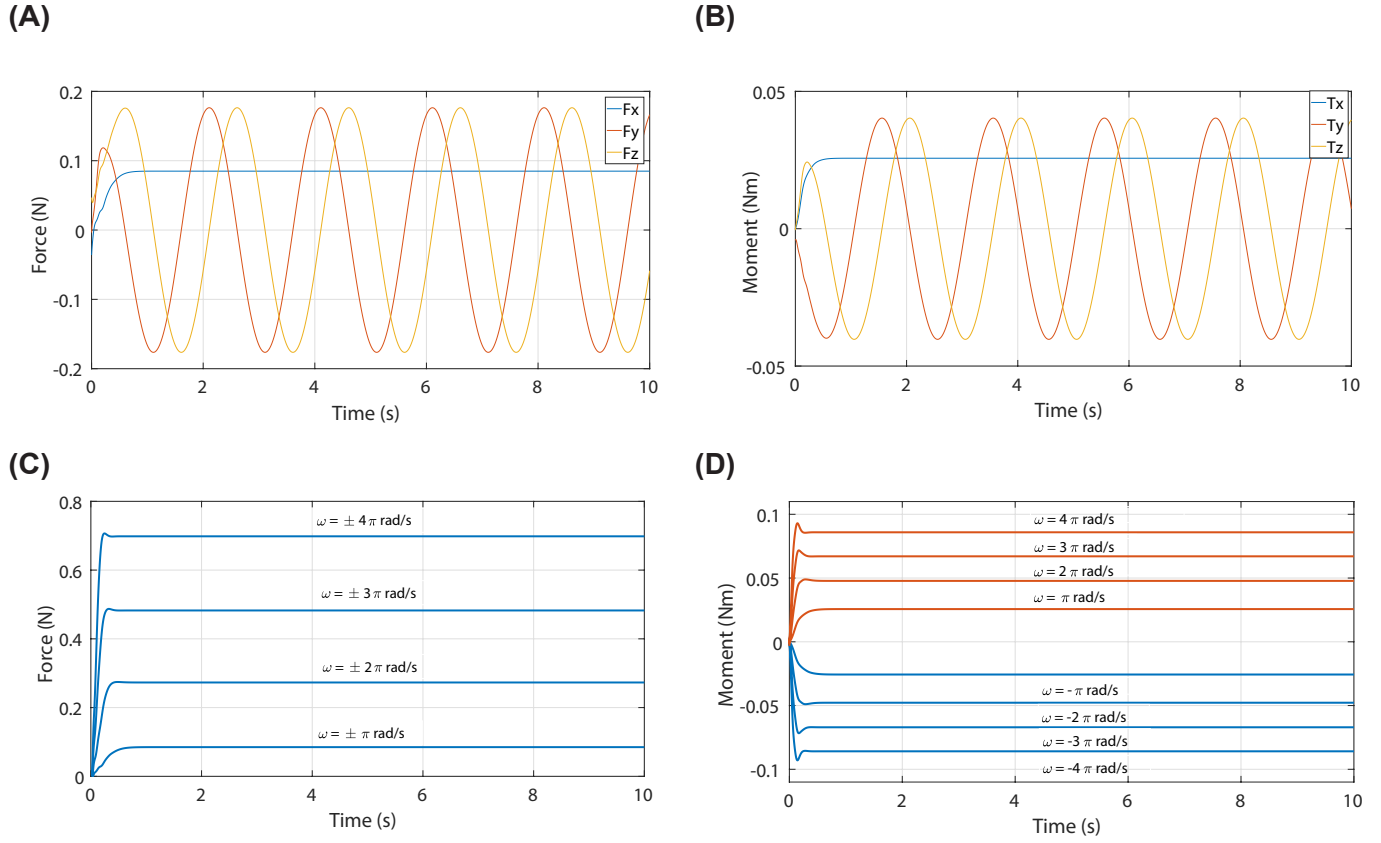 (A)
Force (N)
0.2
0.1
0
-0.1
-0.2
Fx
Fy
Fz
0 2 4 6 8 10
Time (s)
(B)
Moment (Nm)
0.05
0
-0.05
Tx
Ty
Tz
0 2 4 6 8 10
Time (s)
(C)
Force (N)
0.8
0.6
0.4
0.2
0
ω = ± 4 π rad/s
ω = ± 3 π rad/s
ω = ± 2 π rad/s
ω = ± π rad/s
0 2 4 6 8 10
Time (s)
(D)
Moment (Nm)
0.1
0.05
0
-0.05
-0.1
ω = 4 π rad/s
ω = 3 π rad/s
ω = 2 π rad/s
ω = π rad/s
ω = -π rad/s
ω = -2 π rad/s
ω = -3 π rad/s
ω = -4 π rad/s
0 2 4 6 8 10
Time (s)